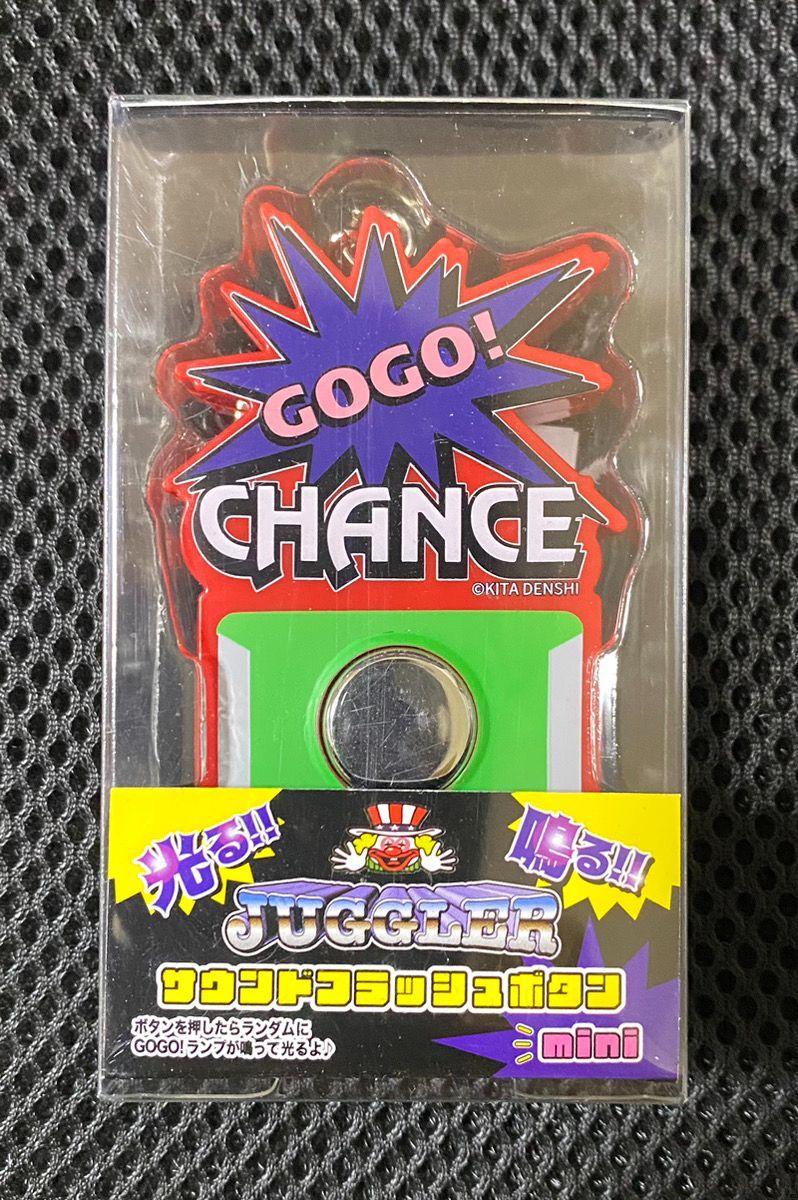 GOGO!
CHANCE
©KITA DENSHI
光る!!
鳴る!!
JUGGLER
サウンドフラッシュボタン
mini
ボタンを押したらランダムに
GOGO!ランプが鳴って光るよ♪